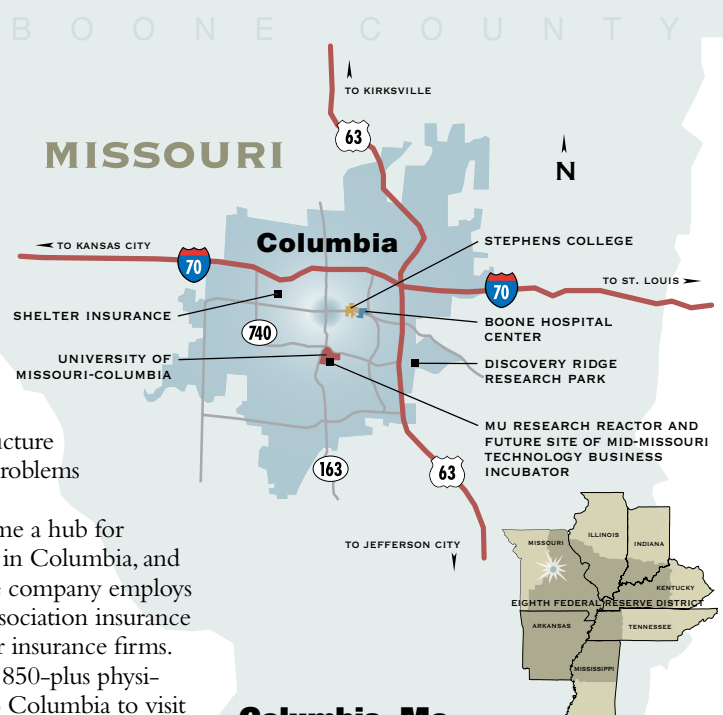 BOONE COUNTY
TO KIRKSVILLE
63
MISSOURI
N
Columbia
STEPHENS COLLEGE
TO KANSAS CITY
70
TO ST. LOUIS
70
SHELTER INSURANCE
BOONE HOSPITAL
CENTER
740
UNIVERSITY OF
MISSOURI-COLUMBIA
DISCOVERY RIDGE
RESEARCH PARK
MU RESEARCH REACTOR AND
FUTURE SITE OF MID-MISSOURI
TECHNOLOGY BUSINESS
INCUBATOR
163
63
TO JEFFERSON CITY
ucture
roblems
me a hub for
in Columbia, and
e company employs
sociation insurance
r insurance firms.
850-plus physi-
Columbia to visit
MISSOURI
ILLINOIS
INDIANA
KENTUCKY
EIGHTH FEDERAL RESERVE DISTRICT
ARKANSAS
TENNESSEE
MISSISSIPPI
Columbia, Mo.